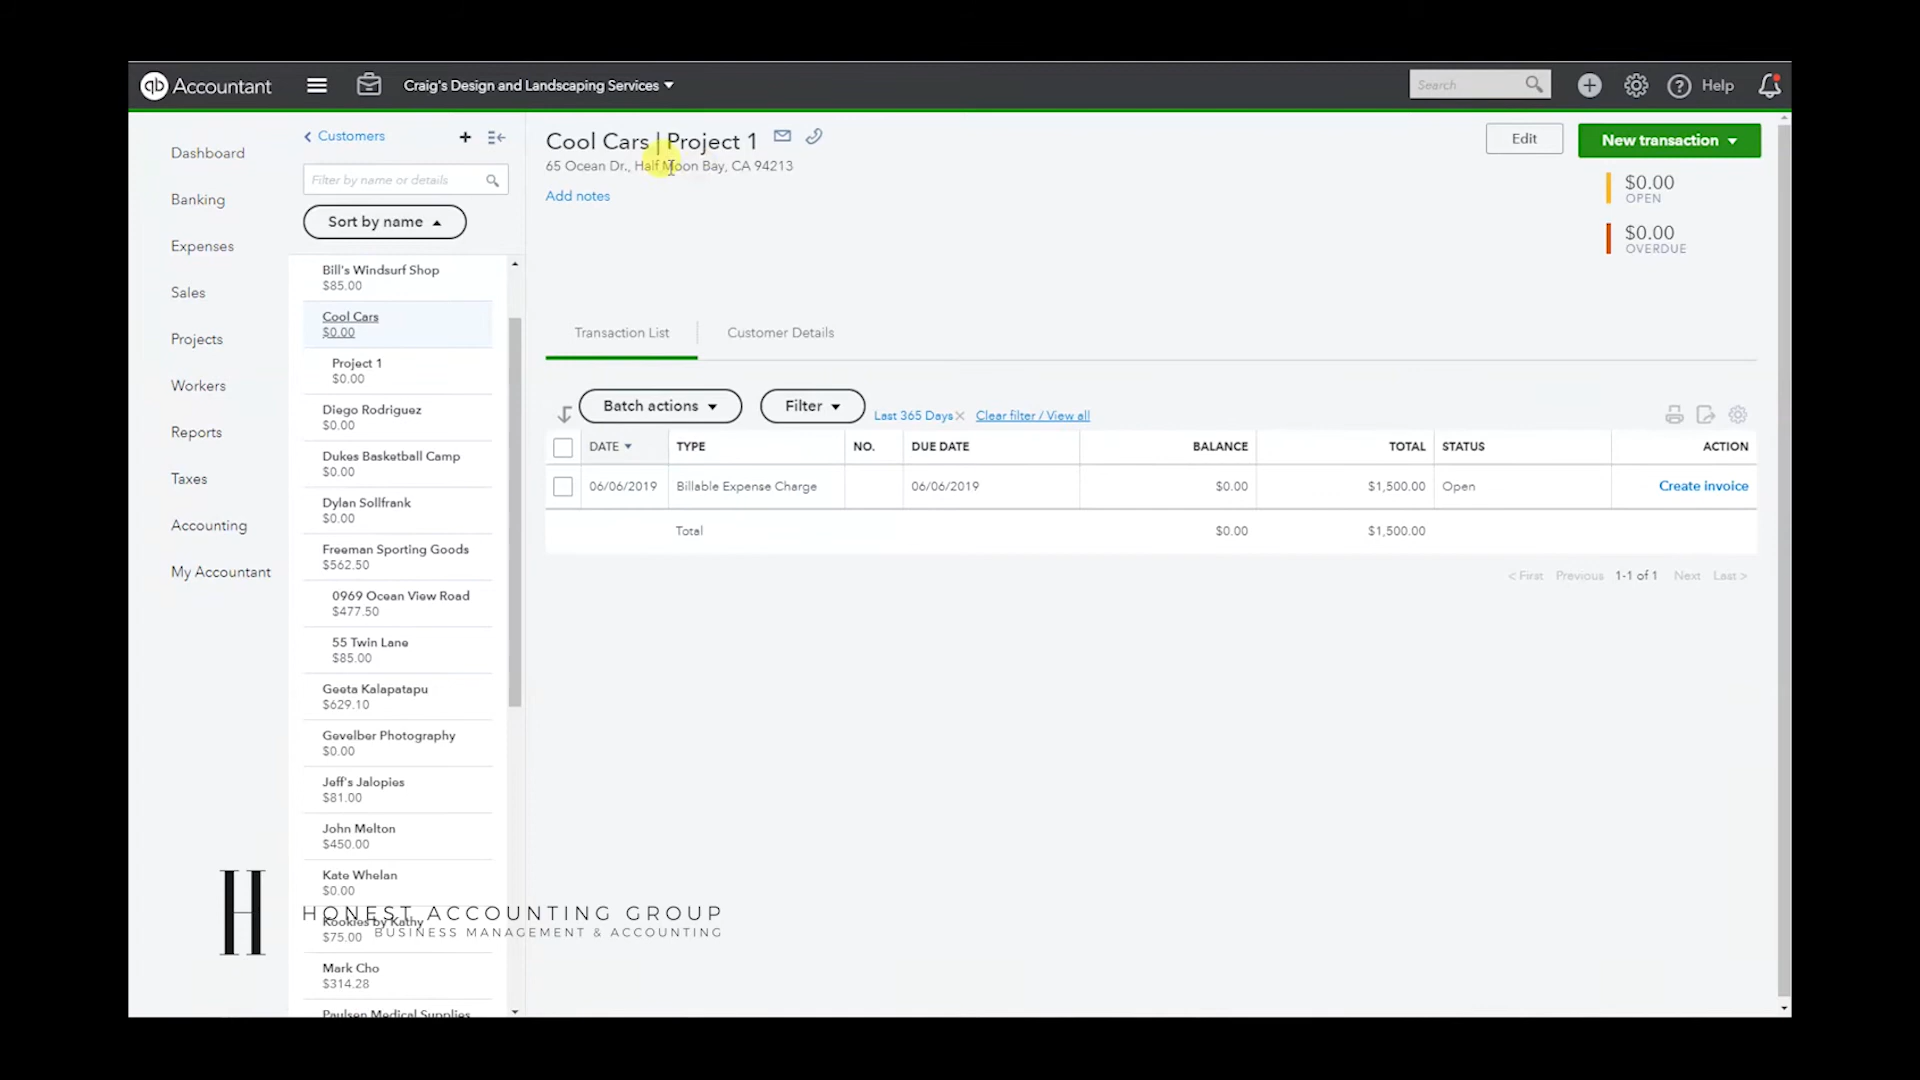 qb Accountant
Craig's Design and Landscaping Services
Search
Help
Dashboard
Banking
Expenses
Sales
Projects
Workers
Reports
Taxes
Accounting
My Accountant
Customers
Filter by name or details
Sort by name
Bill's Windsurf Shop
$85.00
Cool Cars
$0.00
Project 1
$0.00
Diego Rodriguez
$0.00
Dukes Basketball Camp
$0.00
Dylan Sollfrank
$0.00
Freeman Sporting Goods
$562.50
0969 Ocean View Road
$477.50
55 Twin Lane
$85.00
Geeta Kalapatapu
$629.10
Gevelber Photography
$0.00
Jeff's Jalopies
$81.00
John Melton
$450.00
Kate Whelan
$0.00
Kookies by Kathy
$75.00
Mark Cho
$314.28
Paulsen Medical Supplies
Cool Cars | Project 1
65 Ocean Dr., Half Moon Bay, CA 94213
Add notes
Edit
New transaction
$0.00
OPEN
$0.00
OVERDUE
Transaction List
Customer Details
Batch actions
Filter
Last 365 Days
Clear filter / View all
DATE TYPE NO. DUE DATE BALANCE TOTAL STATUS ACTION
06/06/2019 Billable Expense Charge 06/06/2019 $0.00 $1,500.00 Open Create invoice
Total $0.00 $1,500.00
< First Previous 1-1 of 1 Next Last >
H
HONEST ACCOUNTING GROUP
BUSINESS MANAGEMENT & ACCOUNTING